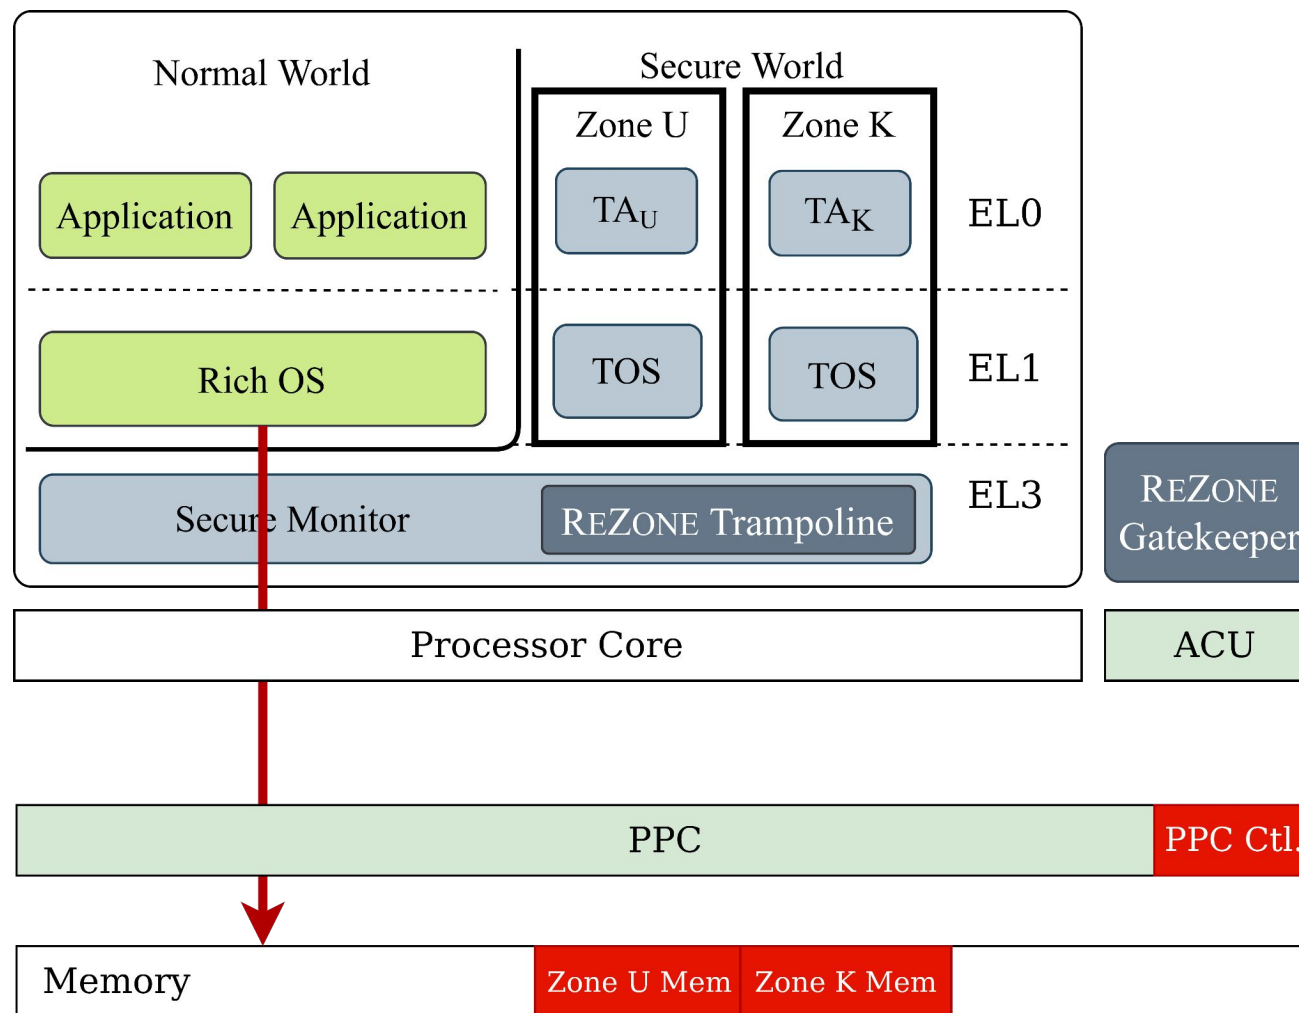 Normal World
Secure World
Zone U
Zone K
Application
Application
TAU
TAK
EL0
Rich OS
TOS
TOS
EL1
Secure Monitor
REZONE Trampoline
EL3
REZONE
Gatekeeper
Processor Core
ACU
PPC
PPC Ctl.
Memory
Zone U Mem
Zone K Mem